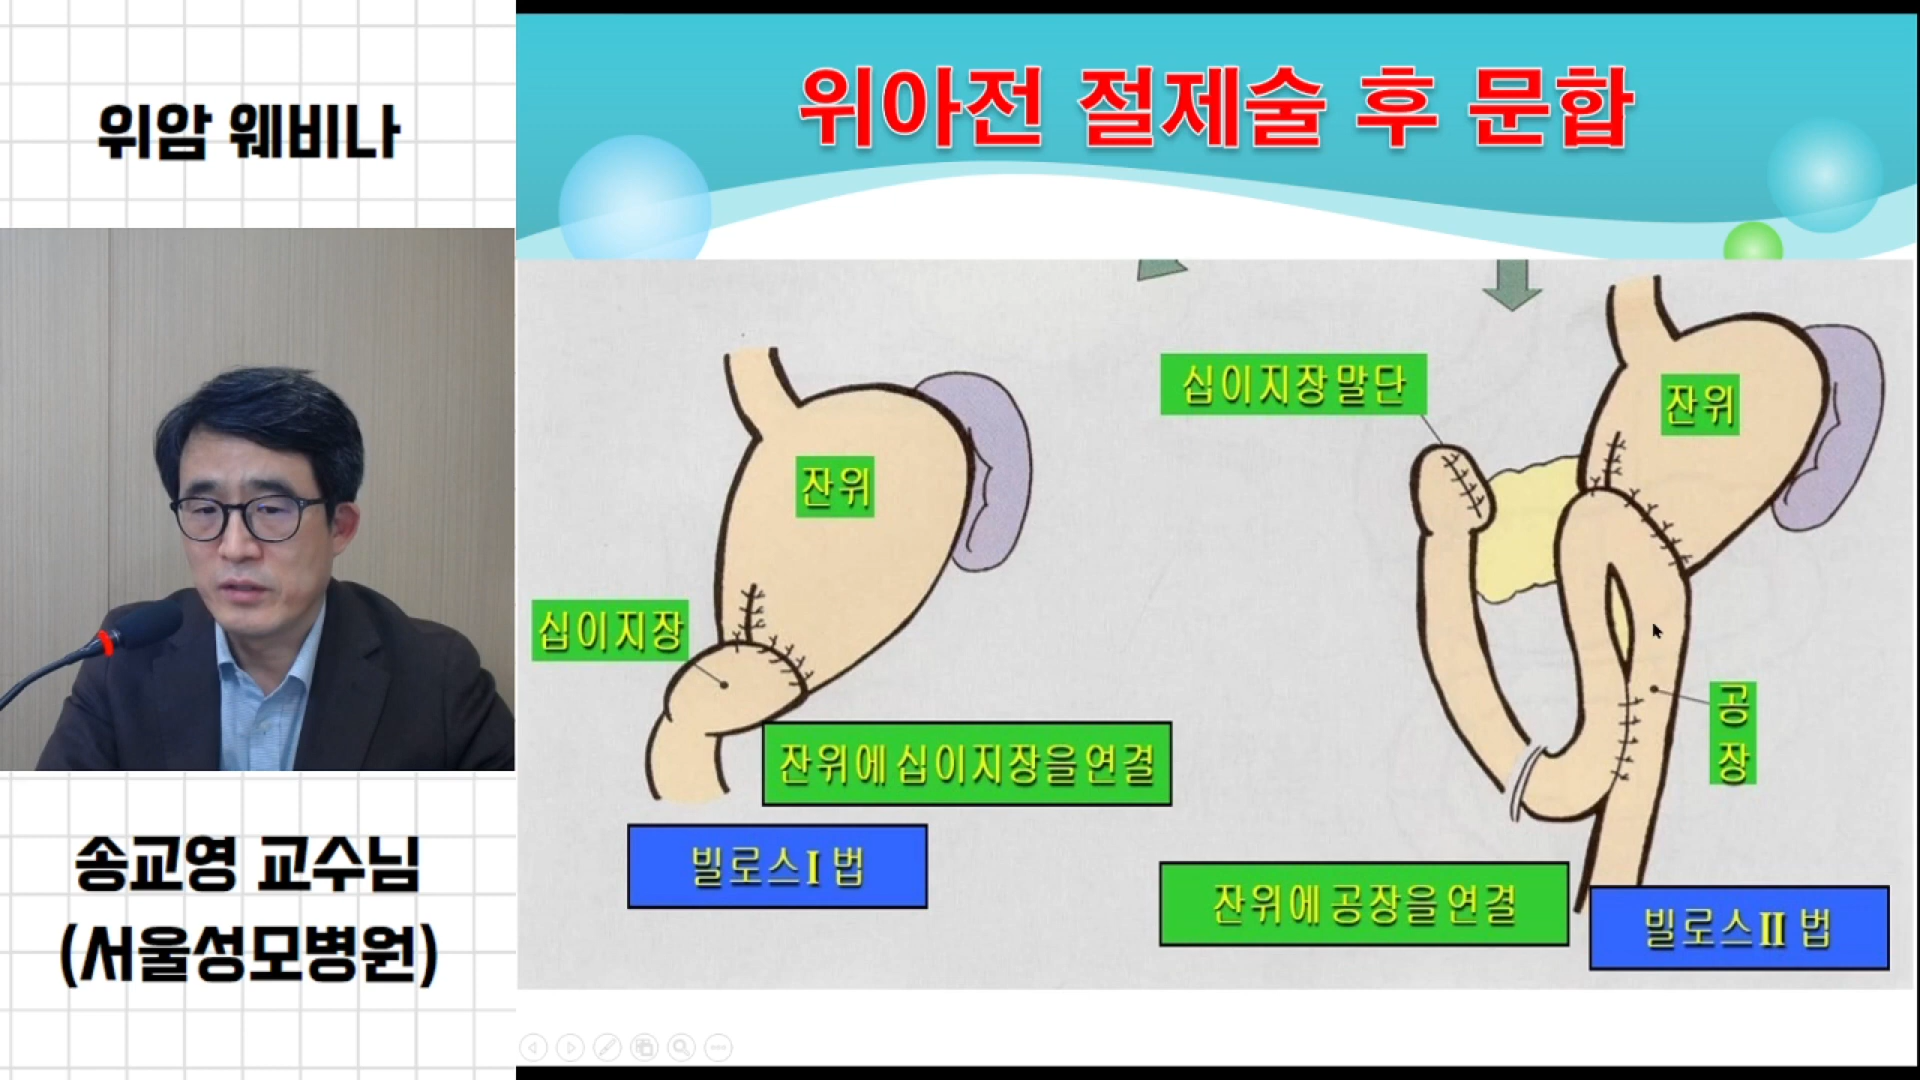 위암 웨비나
송교영 교수님
(서울성모병원)
위아전 절제술 후 문합
잔위
십이지장
잔위에 십이지장을 연결
빌로스 I 법
십이지장 말단
잔위
공
장
잔위에 공장을 연결
빌로스 II 법